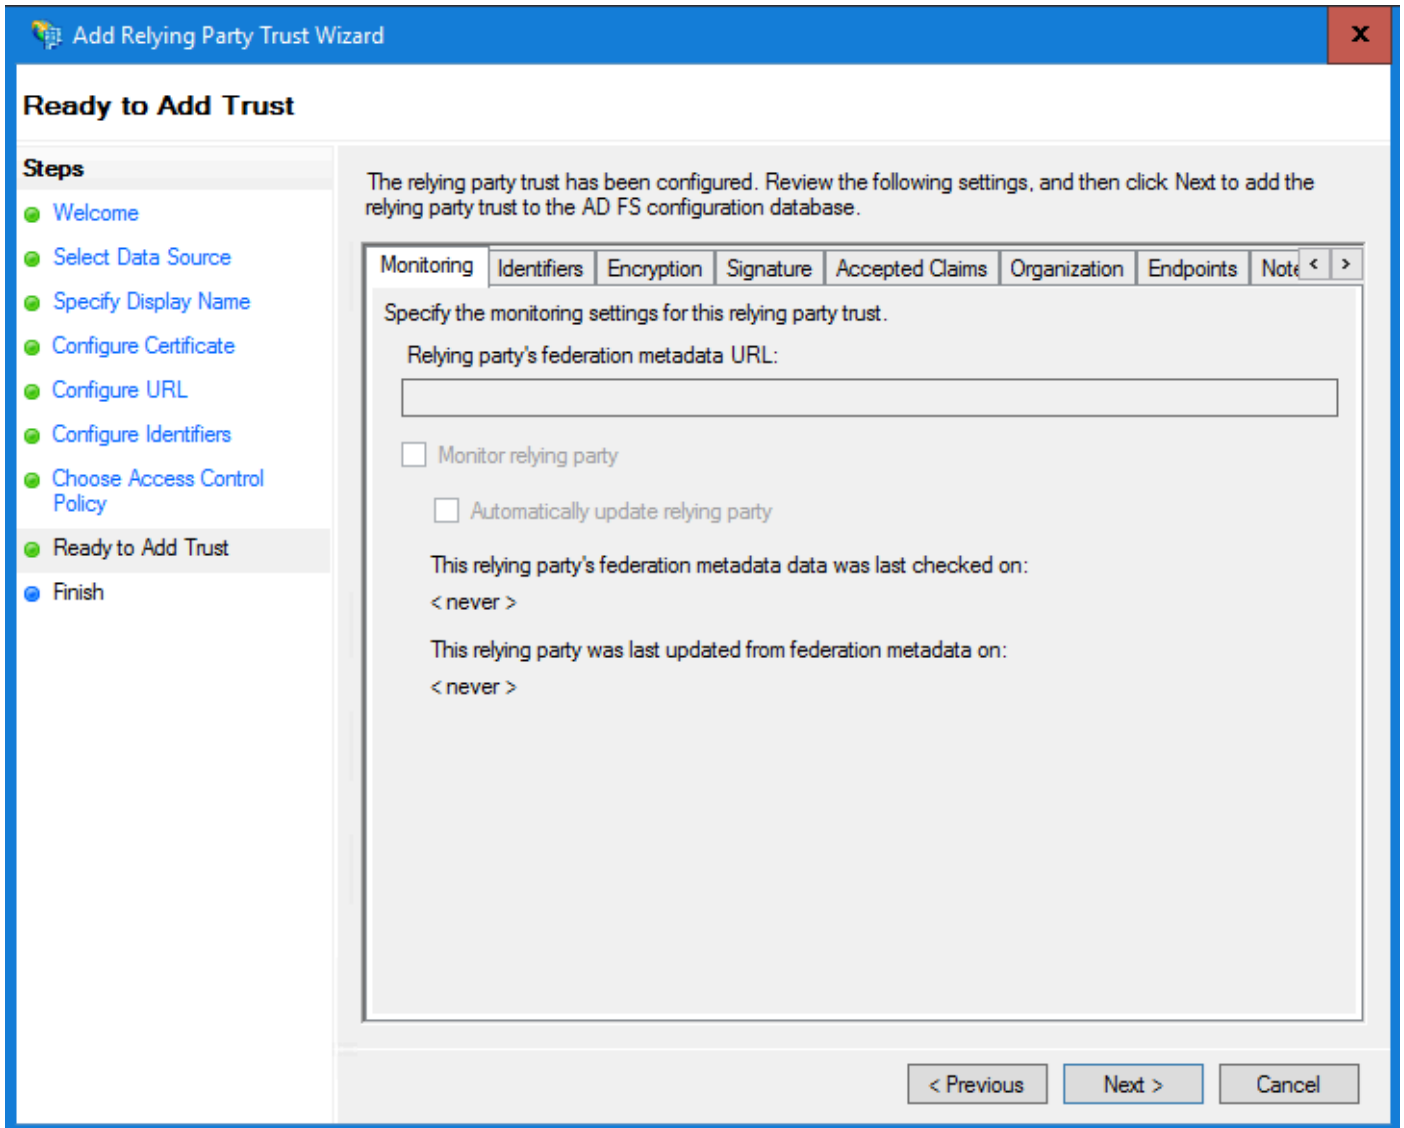 Add Relying Party Trust Wizard
x
Ready to Add Trust
Steps
Welcome
Select Data Source
Specify Display Name
Configure Certificate
Configure URL
Configure Identifiers
Choose Access Control
Policy
Ready to Add Trust
Finish
The relying party trust has been configured. Review the following settings, and then click Next to add the
relying party trust to the AD FS configuration database.
Monitoring Identifiers Encryption Signature Accepted Claims Organization Endpoints Note < >
Specify the monitoring settings for this relying party trust.
Relying party's federation metadata URL:
Monitor relying party
Automatically update relying party
This relying party's federation metadata data was last checked on:
< never >
This relying party was last updated from federation metadata on:
< never >
< Previous Next > Cancel